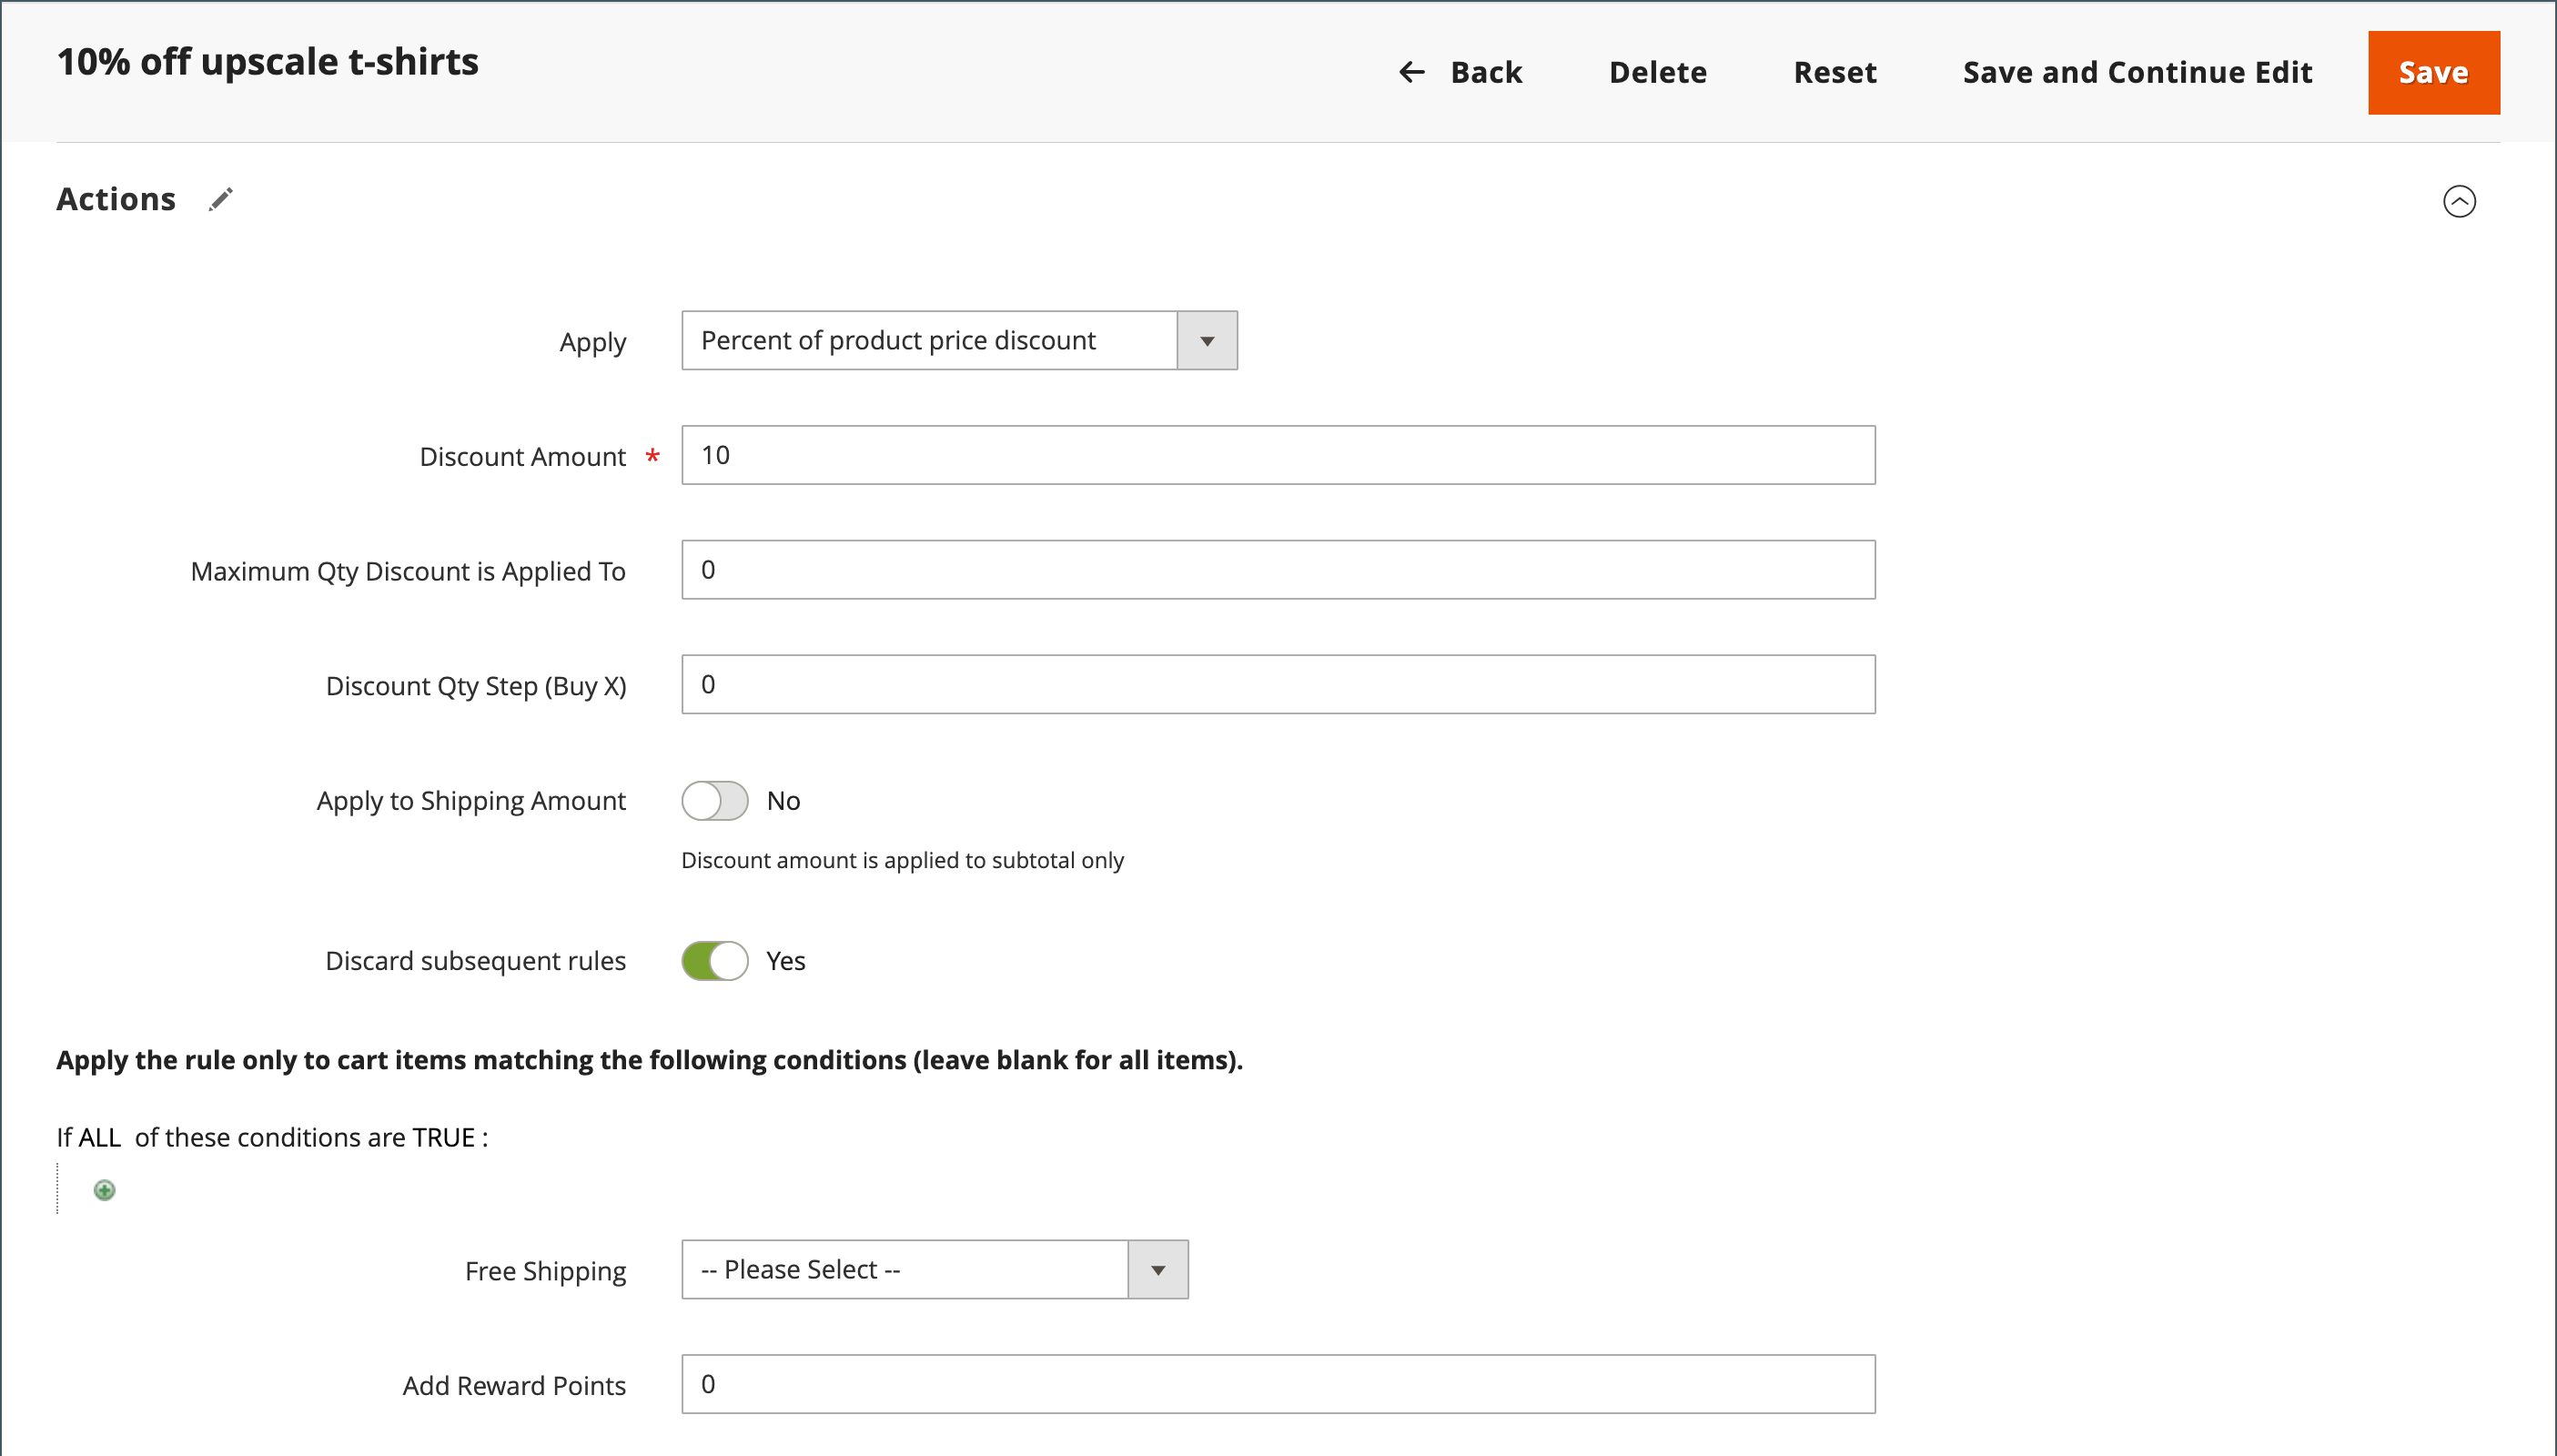 10% off upscale t-shirts
← Back Delete Reset Save and Continue Edit Save
Actions
Apply Percent of product price discount
Discount Amount * 10
Maximum Qty Discount is Applied To 0
Discount Qty Step (Buy X) 0
Apply to Shipping Amount No
Discount amount is applied to subtotal only
Discard subsequent rules Yes
Apply the rule only to cart items matching the following conditions (leave blank for all items).
If ALL of these conditions are TRUE :
Free Shipping -- Please Select --
Add Reward Points 0